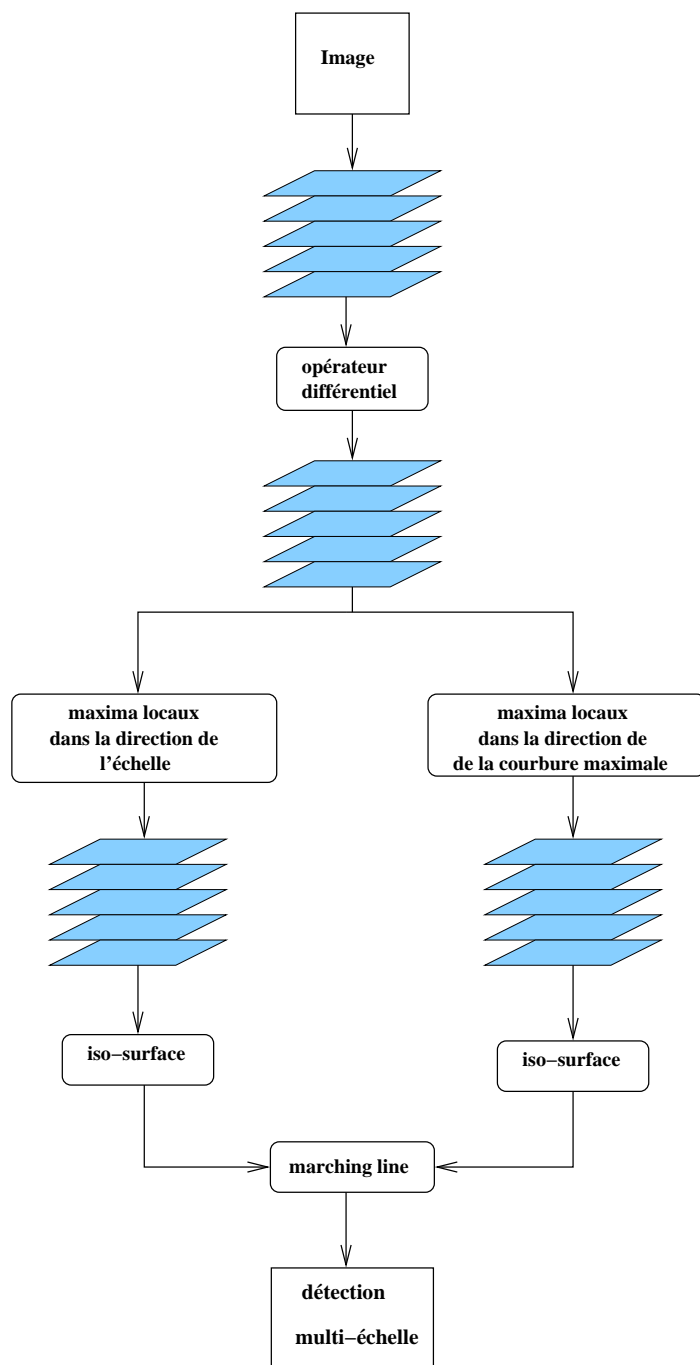 Image
opérateur
différentiel
maxima locaux
dans la direction de
l'échelle
maxima locaux
dans la direction de
de la courbure maximale
iso−surface
iso−surface
marching line
détection
multi−échelle